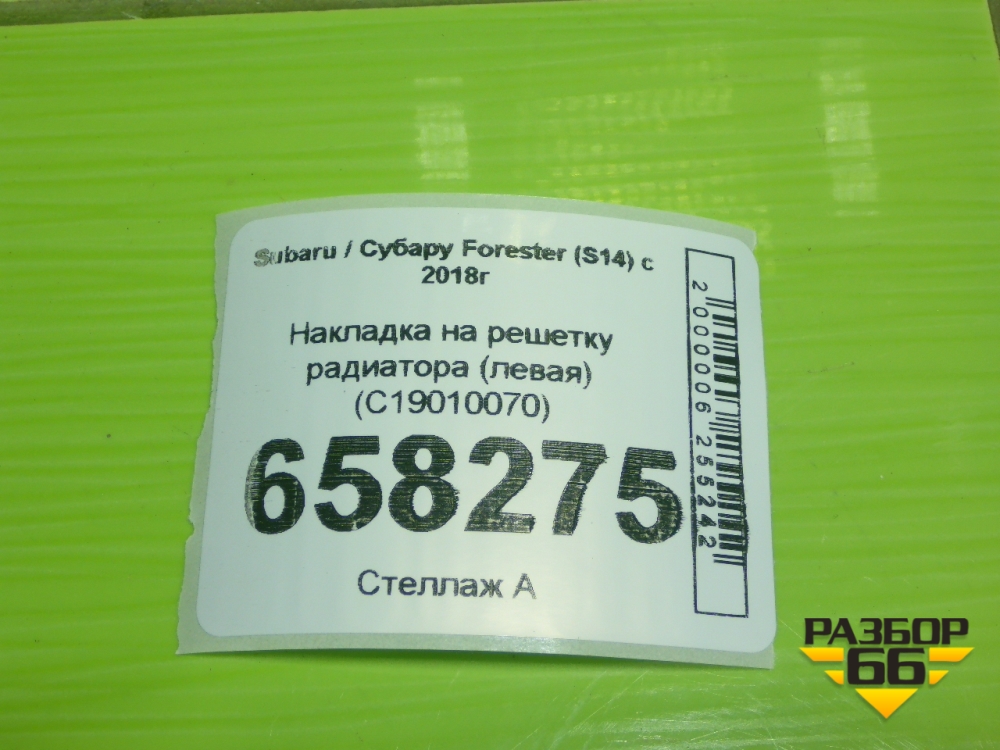 Subaru / Субару Forester (S14) с
2018г
Накладка на решетку
радиатора (левая)
(C19010070)
658275
Стеллаж А
2000006255242
РАЗБОР
66